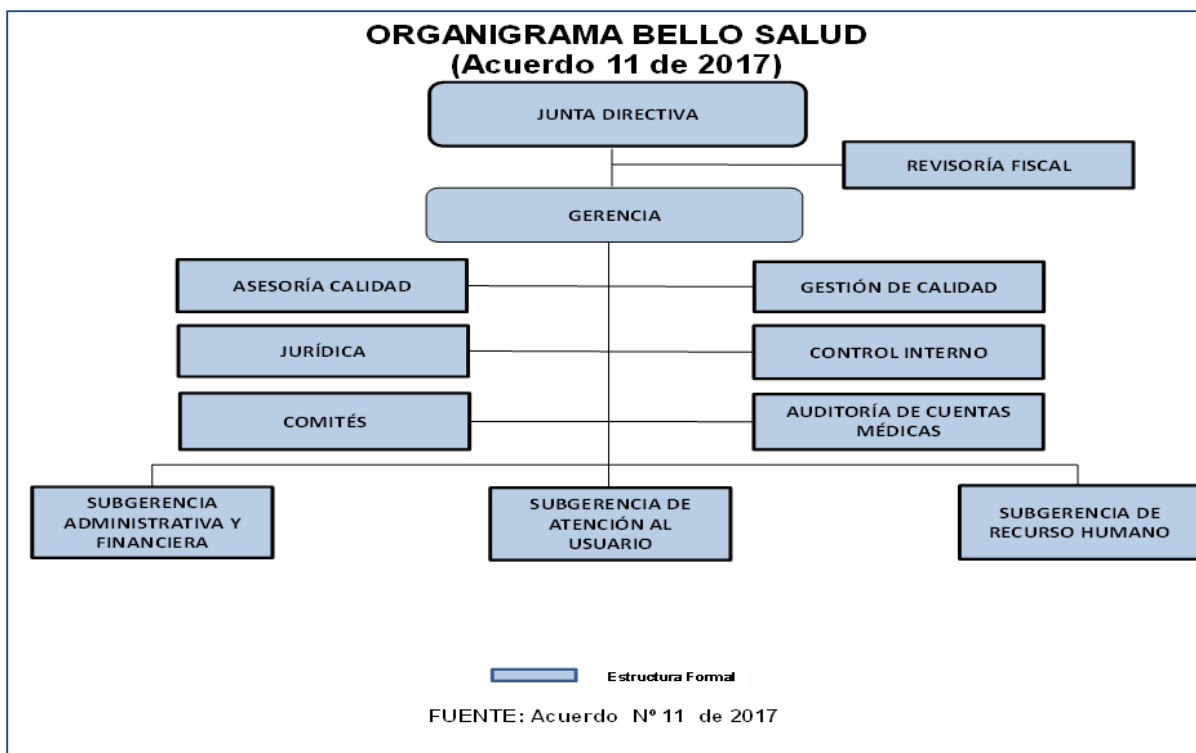 ORGANIGRAMA BELLO SALUD
(Acuerdo 11 de 2017)
JUNTA DIRECTIVA
REVISORÍA FISCAL
GERENCIA
ASESORÍA CALIDAD
GESTIÓN DE CALIDAD
JURÍDICA
CONTROL INTERNO
COMITÉS
AUDITORÍA DE CUENTAS
MÉDICAS
SUBGERENCIA
ADMINISTRATIVA Y
FINANCIERA
SUBGERENCIA DE
ATENCIÓN AL
USUARIO
SUBGERENCIA DE
RECURSO HUMANO
Estructura Formal
FUENTE: Acuerdo Nº 11 de 2017